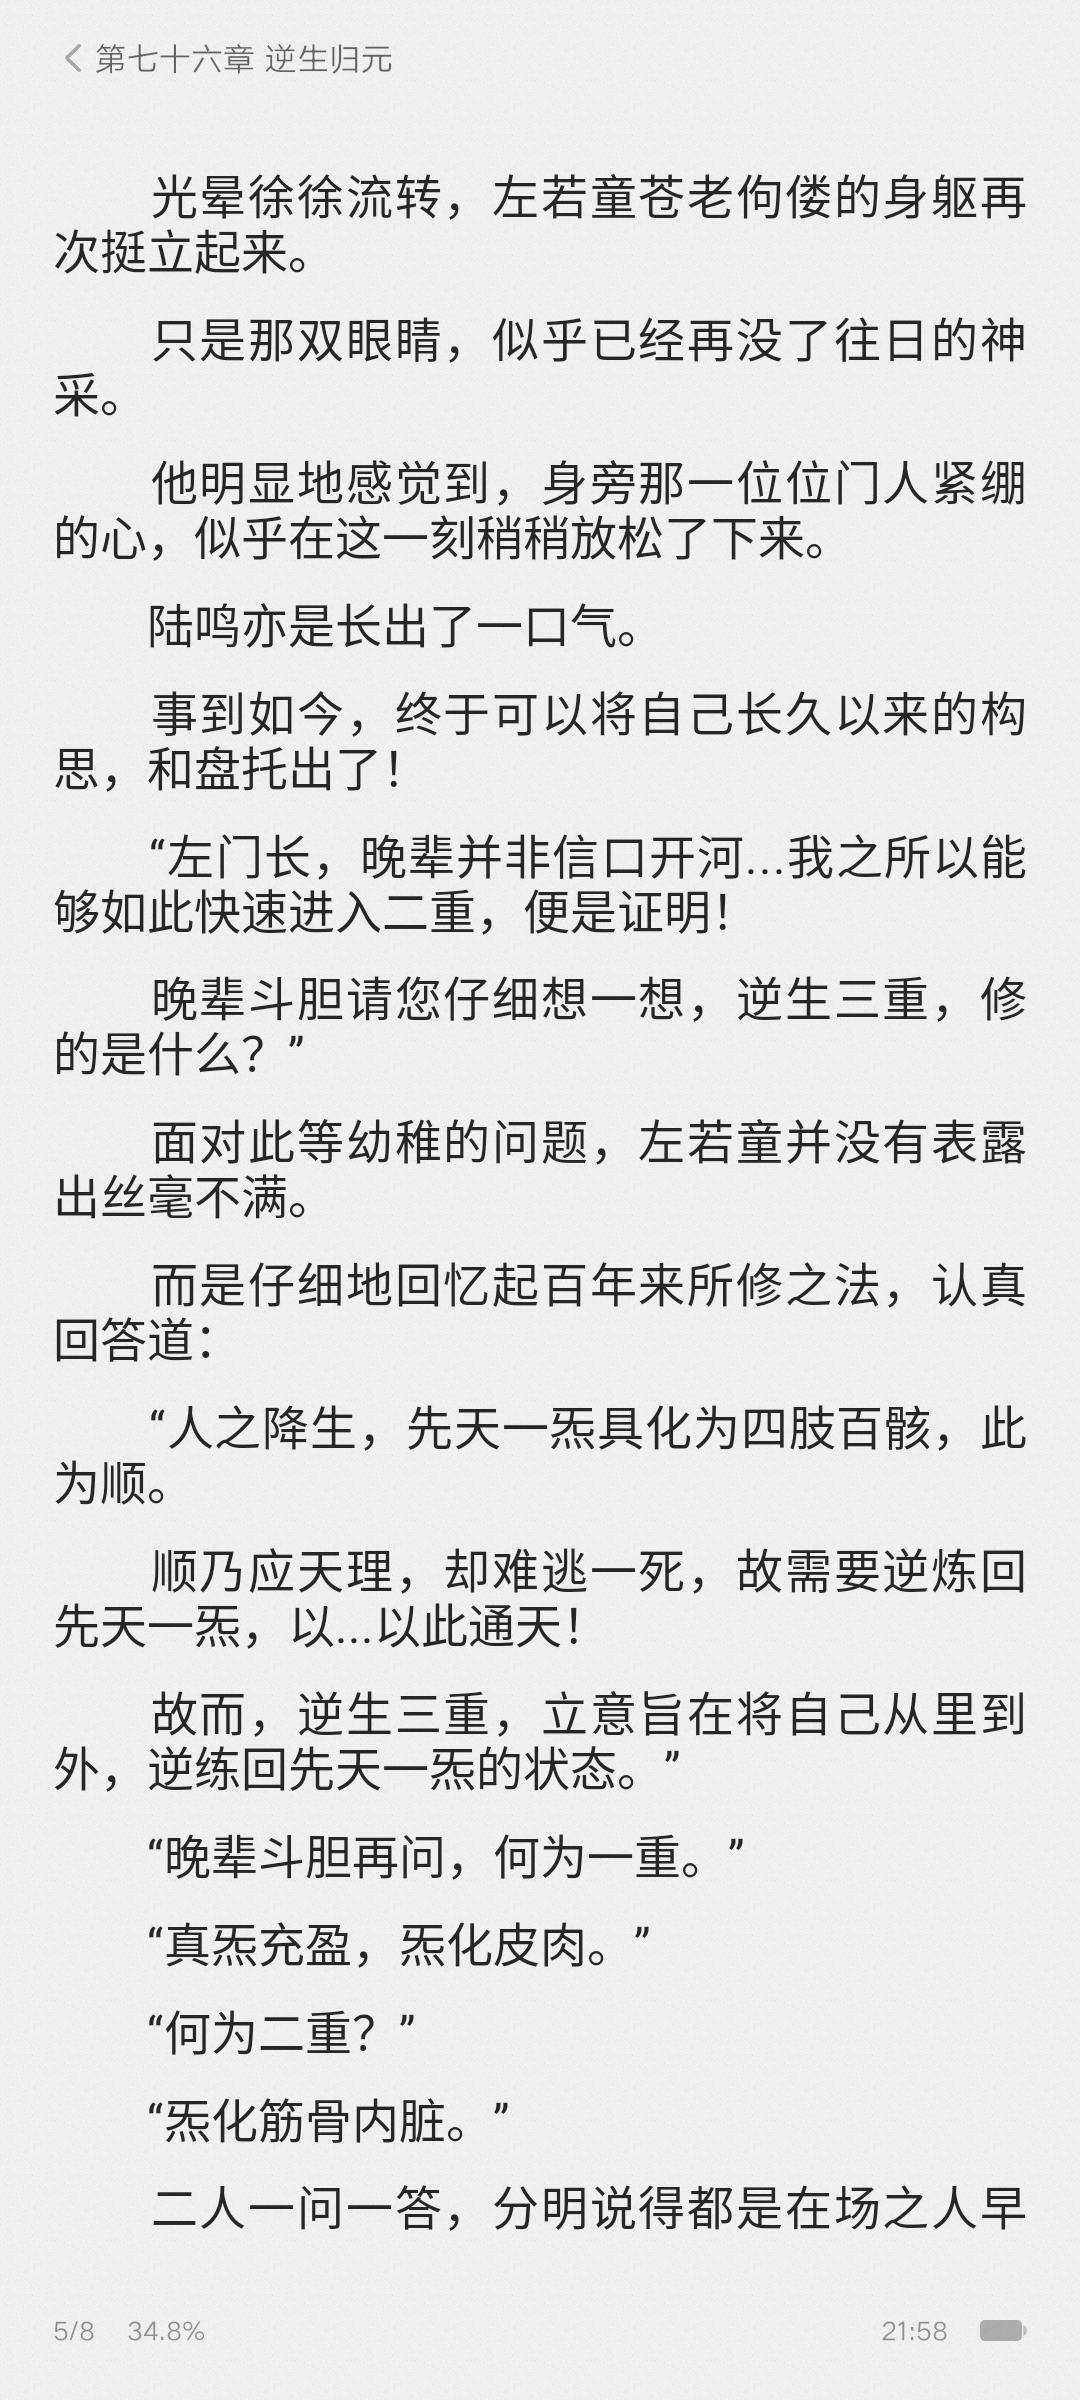 第七十六章 逆生归元
光晕徐徐流转，左若童苍老佝偻的身躯再
次挺立起来。
只是那双眼睛，似乎已经再没了往日的神
采。
他明显地感觉到，身旁那一位位门人紧绷
的心，似乎在这一刻稍稍放松了下来。
陆鸣亦是长出了一口气。
事到如今，终于可以将自己长久以来的构
思，和盘托出了！
“左门长，晚辈并非信口开河…我之所以能
够如此快速进入二重，便是证明！
晚辈斗胆请您仔细想一想，逆生三重，修
的是什么？”
面对此等幼稚的问题，左若童并没有表露
出丝毫不满。
而是仔细地回忆起百年来所修之法，认真
回答道：
“人之降生，先天一炁具化为四肢百骸，此
为顺。
顺乃应天理，却难逃一死，故需要逆炼回
先天一炁，以…以此通天！
故而，逆生三重，立意旨在将自己从里到
外，逆练回先天一炁的状态。”
“晚辈斗胆再问，何为一重。”
“真炁充盈，炁化皮肉。”
“何为二重？”
“炁化筋骨内脏。”
二人一问一答，分明说得都是在场之人早
5/8 34.8% 21:58